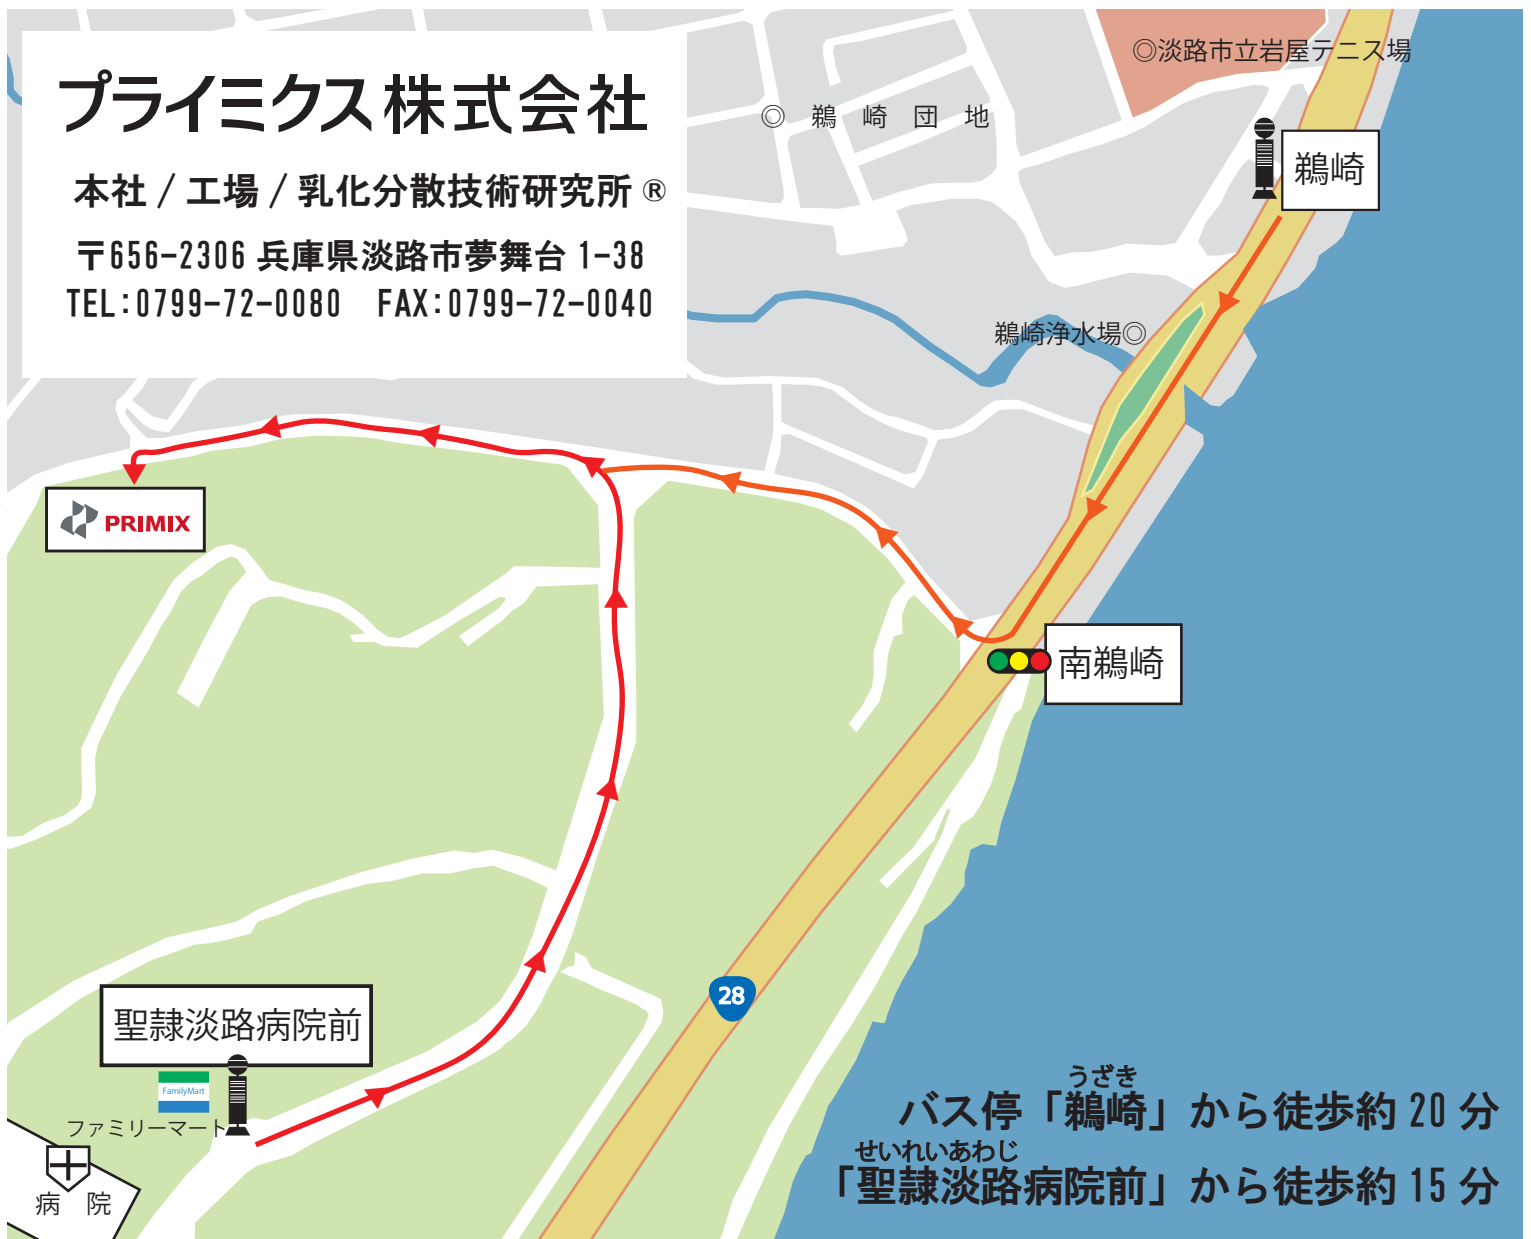 プライミクス株式会社
本社 / 工場 / 乳化分散技術研究所 ®
〒656-2306 兵庫県淡路市夢舞台 1-38
TEL:0799-72-0080 FAX:0799-72-0040
◎淡路市立岩屋テニス場
◎ 鵜崎団地
鵜崎
鵜崎浄水場◎
PRIMIX
南鵜崎
28
聖隷淡路病院前
FamilyMart
ファミリーマート
病院
うざき
バス停「鵜崎」から徒歩約 20 分
せいれいあわじ
「聖隷淡路病院前」から徒歩約 15 分